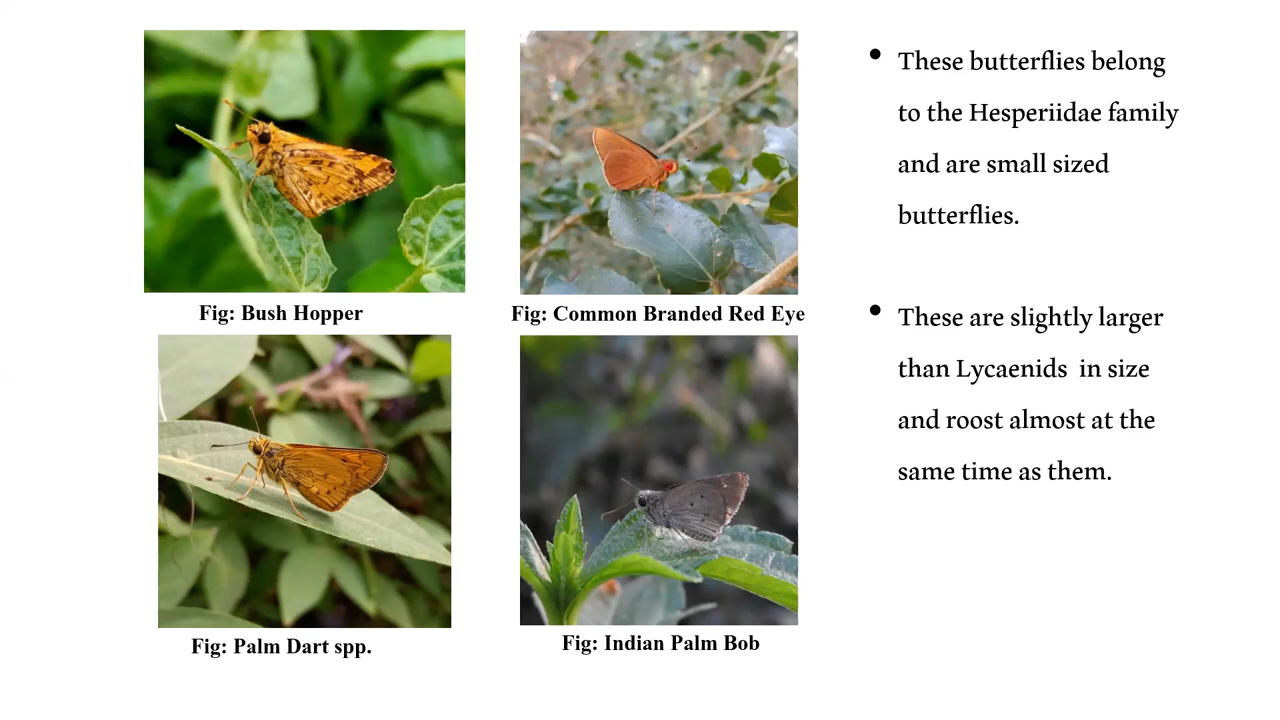 Fig: Bush Hopper
Fig: Common Branded Red Eye
Fig: Palm Dart spp.
Fig: Indian Palm Bob
• These butterflies belong
to the Hesperiidae family
and are small sized
butterflies.
• These are slightly larger
than Lycaenids in size
and roost almost at the
same time as them.